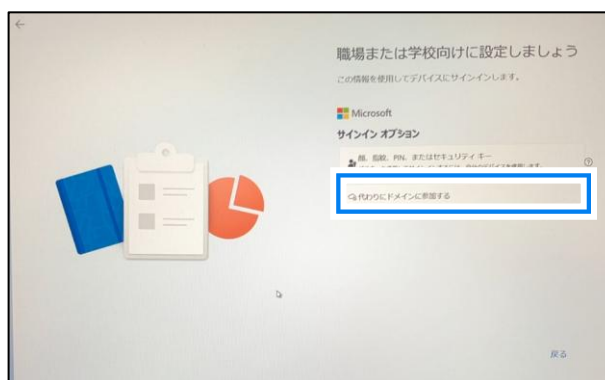 職場または学校向けに設定しましょう
この情報を使用してデバイスにサインインします。
Microsoft
サインイン オプション
顔、指紋、PIN、またはセキュリティ キー
代わりにドメインに参加する
戻る